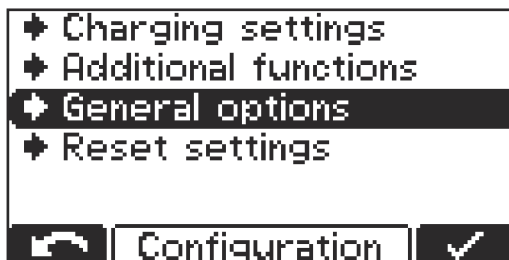 Charging settings
Additional functions
General options
Reset settings
Configuration